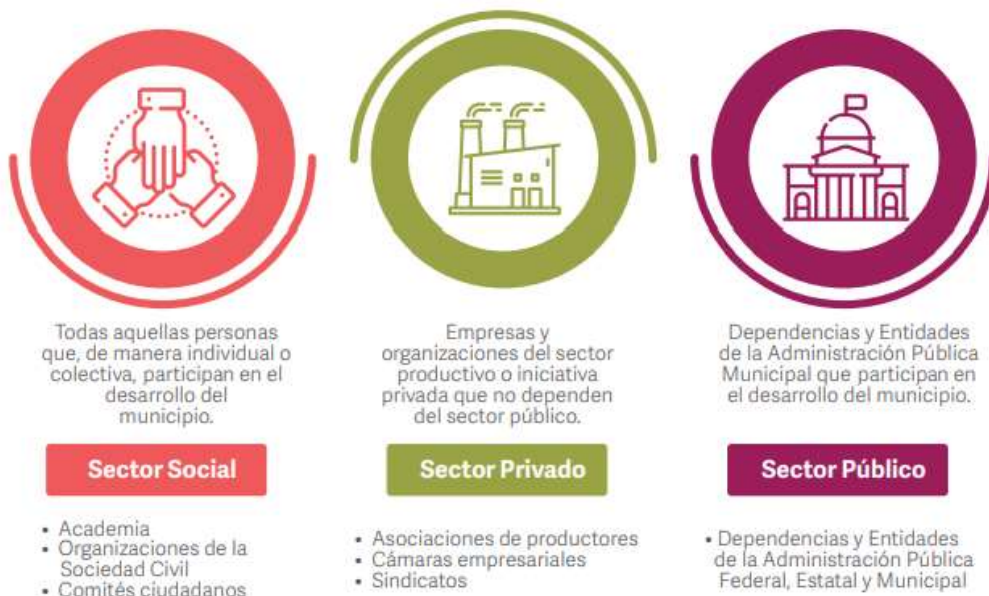 Todas aquellas personas
que, de manera individual o
colectiva, participan en el
desarrollo del
municipio.
Sector Social
• Academia
• Organizaciones de la
Sociedad Civil
• Comités ciudadanos
Empresas y
organizaciones del sector
productivo o iniciativa
privada que no dependen
del sector público.
Sector Privado
• Asociaciones de productores
• Cámaras empresariales
• Sindicatos
Dependencias y Entidades
de la Administración Pública
Municipal que participan en
el desarrollo del municipio.
Sector Público
• Dependencias y Entidades
de la Administración Pública
Federal, Estatal y Municipal